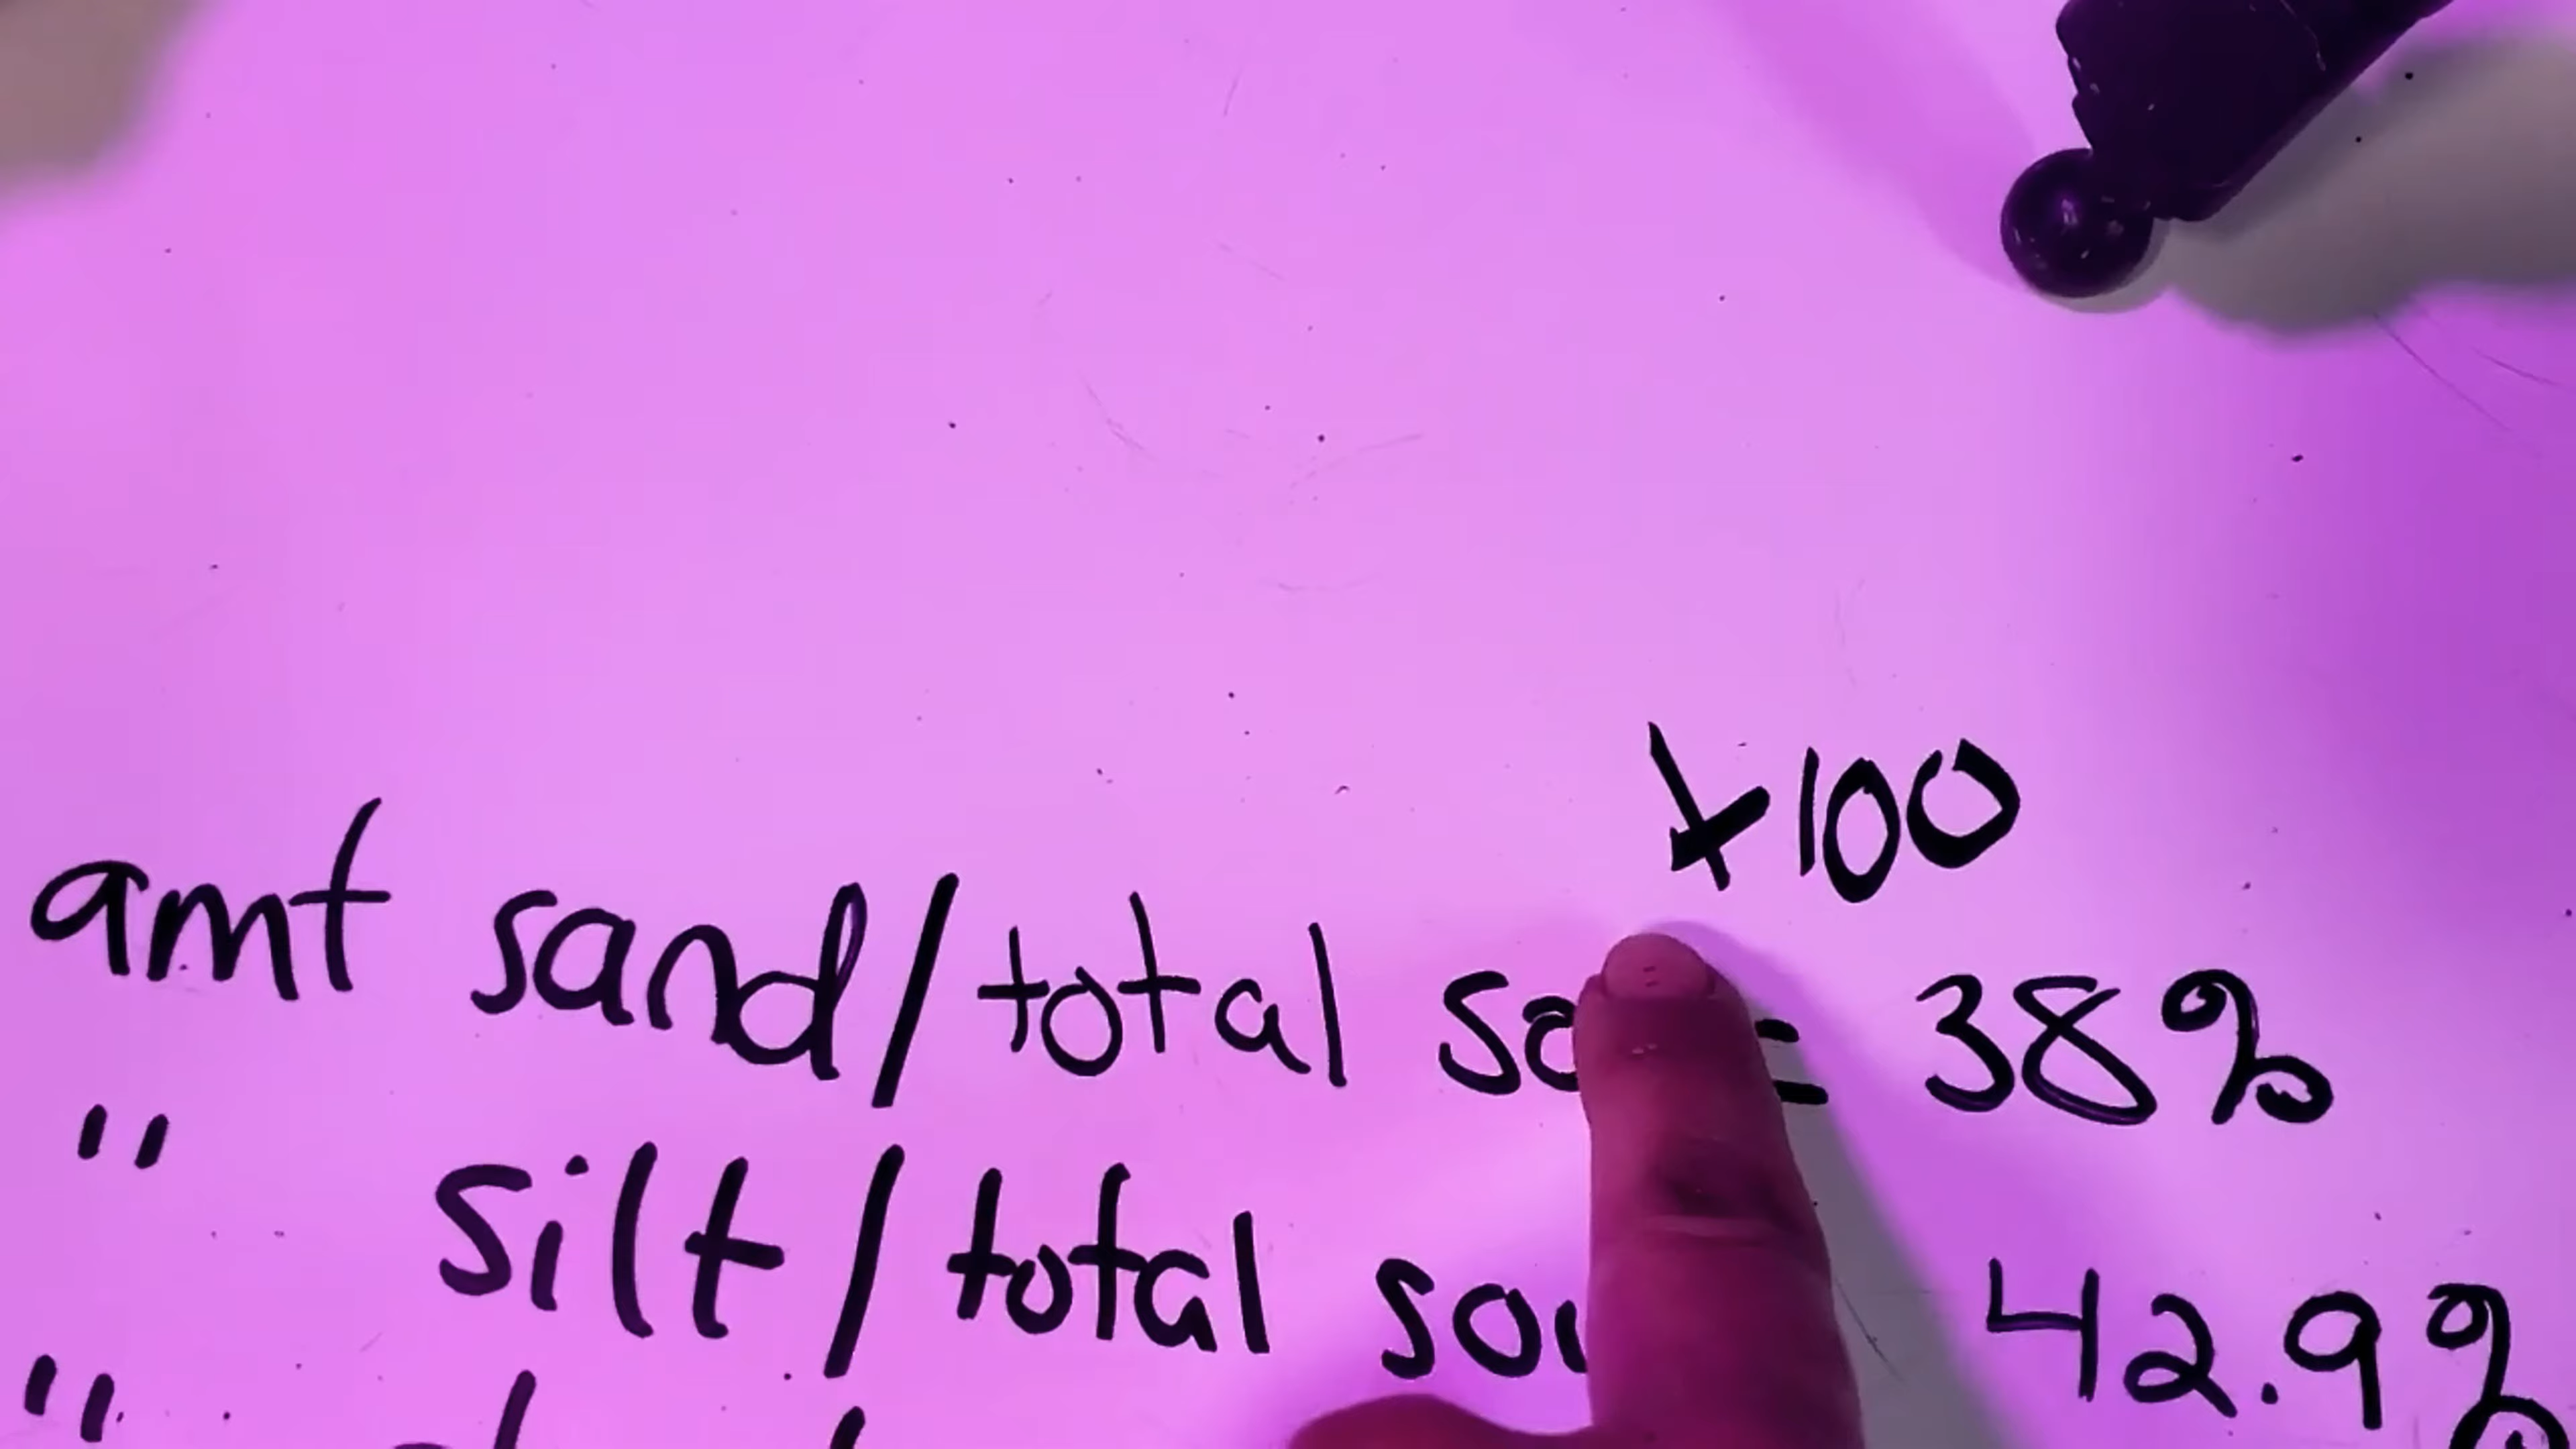 x100
amt sand/total = 38%
" silt/total 42.9%
"